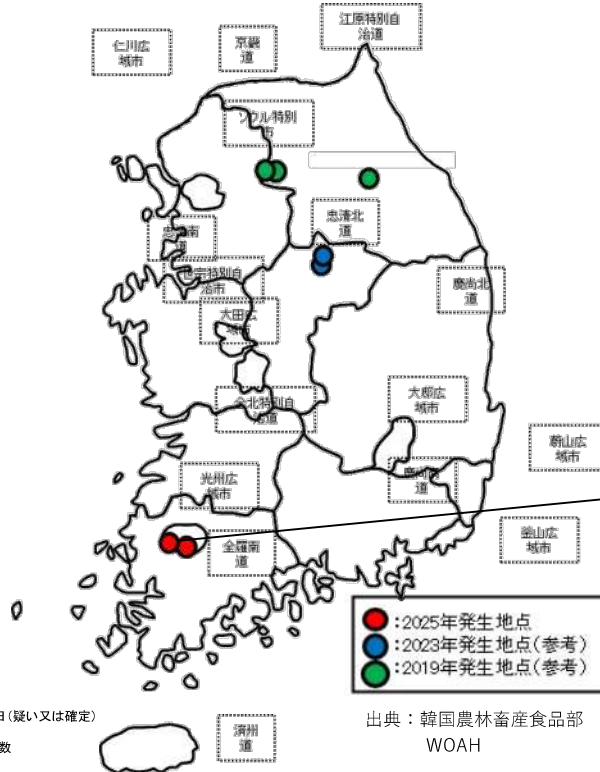 江原特別自
治道
京畿
道
仁川広
域市
ソウル特別
市
忠清北
道
忠清南
道
世宗特別自
治市
慶尚北
道
大田広
域市
大邱広
域市
全北特別自
治道
蔚山広
域市
慶尚南
道
光州広
域市
釜山広
域市
全羅南
道
:2025年発生地点
:2023年発生地点(参考)
:2019年発生地点(参考)
日(疑い又は確定)
出典：韓国農林畜産食品部
WOAH
数
済州
道